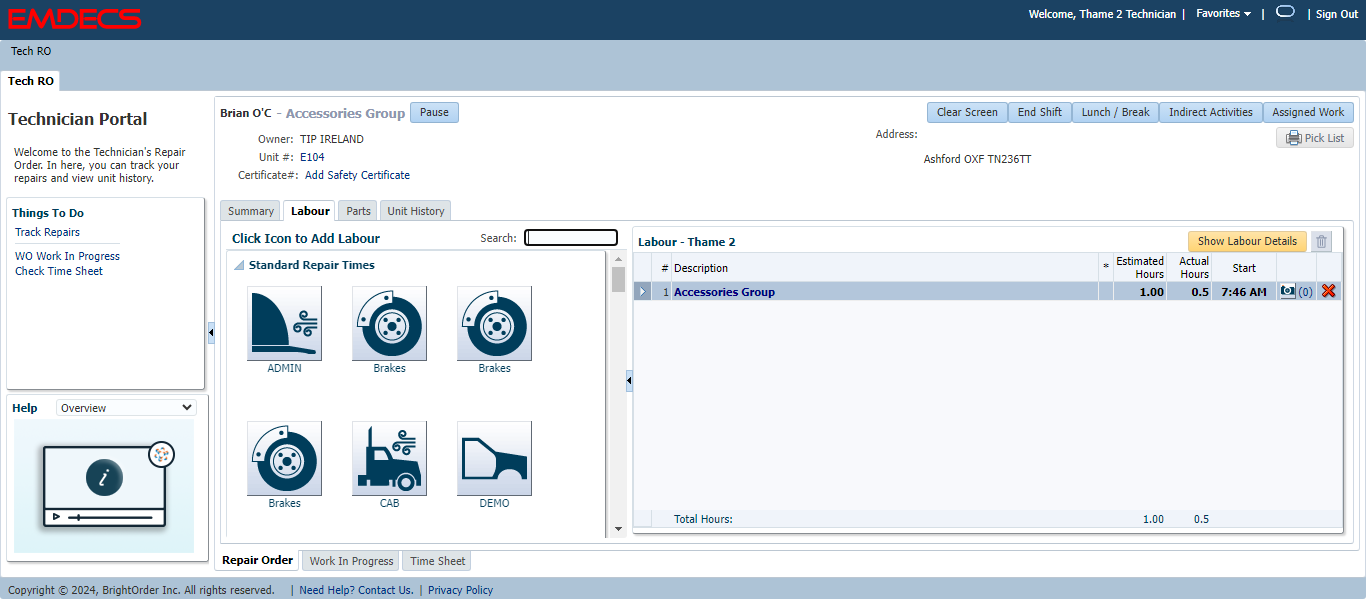 EMDECS
Welcome, Thame 2 Technician | Favorites | | Sign Out
Tech RO
Tech RO
Technician Portal
Welcome to the Technician's Repair
Order. In here, you can track your
repairs and view unit history.
Things To Do
Track Repairs
WO Work In Progress
Check Time Sheet
Help Overview
i
Brian O'C - Accessories Group Pause
Clear Screen End Shift Lunch / Break Indirect Activities Assigned Work
Owner: TIP IRELAND
Unit #: E104
Certificate#: Add Safety Certificate
Address:
Pick List
Ashford OXF TN236TT
Summary Labour Parts Unit History
Click Icon to Add Labour Search:
Standard Repair Times
ADMIN Brakes Brakes
Brakes CAB DEMO
Labour - Thame 2 Show Labour Details
# Description * Estimated Hours Actual Hours Start
1 Accessories Group 1.00 0.5 7:46 AM (0)
Total Hours: 1.00 0.5
Repair Order Work In Progress Time Sheet
Copyright © 2024, BrightOrder Inc. All rights reserved. | Need Help? Contact Us. | Privacy Policy